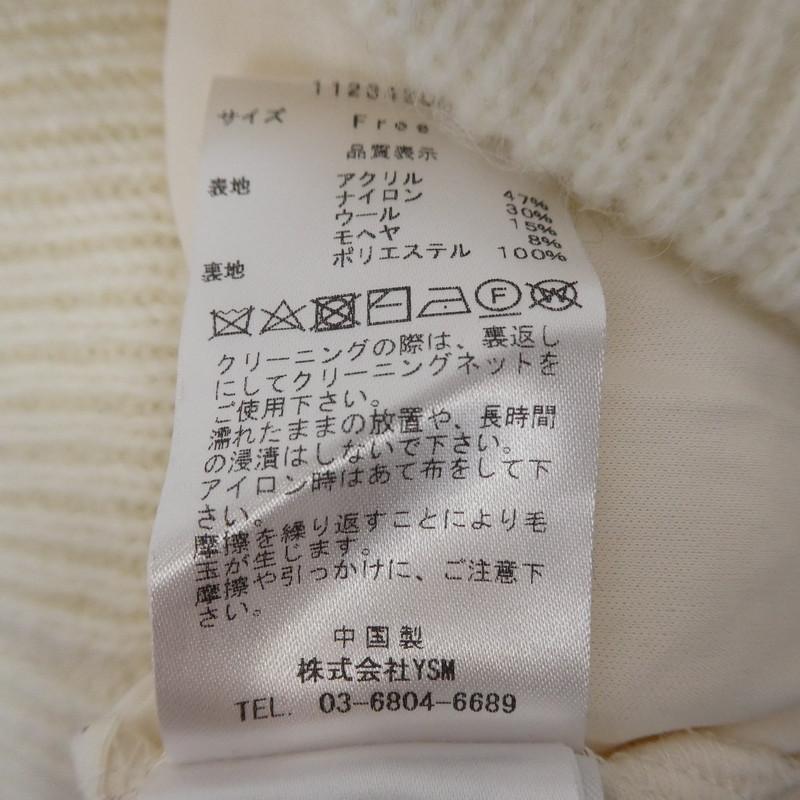 サイズ Free
品質表示
表地 アクリル 47%
ナイロン 30%
ウール 15%
モヘヤ 8%
裏地 ポリエステル 100%
クリーニングの際は、裏返し
にしてクリーニングネットを
ご使用下さい。
濡れたままの放置や、長時間
の浸漬はしないで下さい。
アイロン時はあて布をして下
さい。
摩擦を繰り返すことにより毛
玉が生じます。
摩擦や引っかけに、ご注意下
さい。
中国製
株式会社YSM
TEL. 03-6804-6689